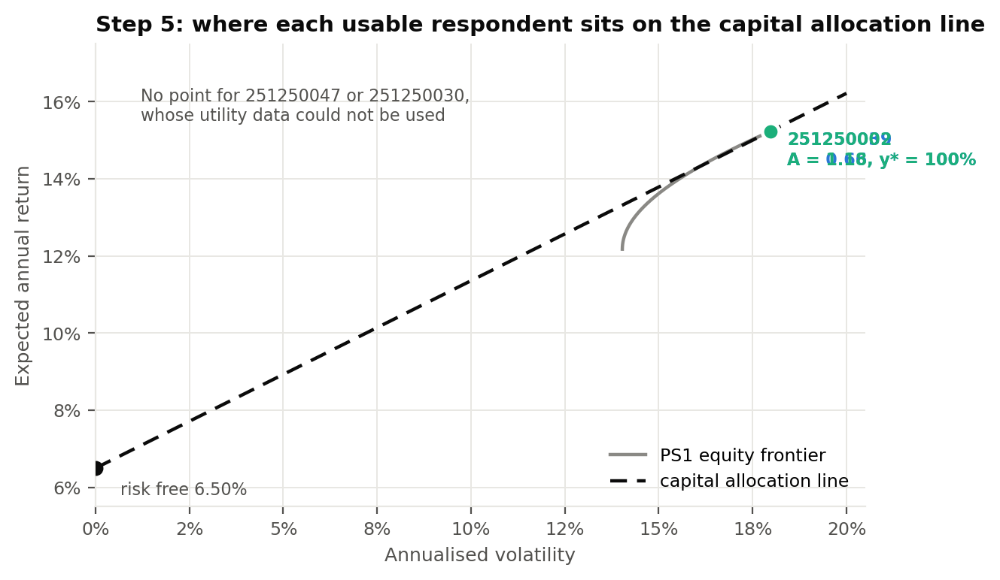 Step 5: where each usable respondent sits on the capital allocation line
No point for 251250047 or 251250030,
whose utility data could not be used
16%
14%
12%
10%
8%
6%
Expected annual return
A = , y* = 100%
risk free 6.50%
PS1 equity frontier
capital allocation line
0%
2%
5%
8%
10%
12%
15%
18%
20%
Annualised volatility